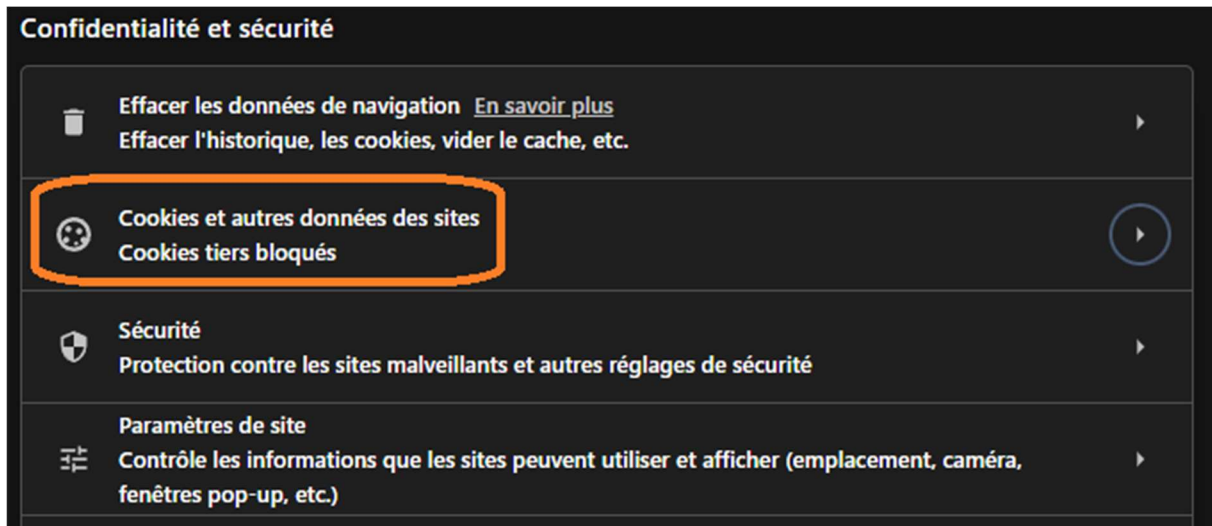 Confidentialité et sécurité
Effacer les données de navigation En savoir plus
Effacer l'historique, les cookies, vider le cache, etc.
Cookies et autres données des sites
Cookies tiers bloqués
Sécurité
Protection contre les sites malveillants et autres réglages de sécurité
Paramètres de site
Contrôle les informations que les sites peuvent utiliser et afficher (emplacement, caméra,
fenêtres pop-up, etc.)